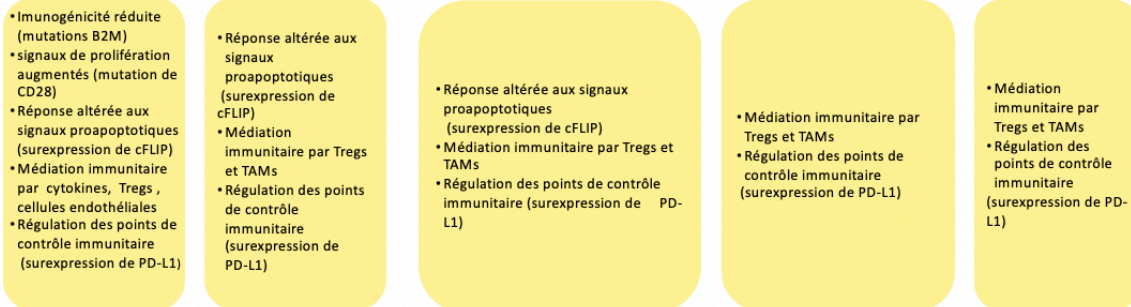 • Imunogénicité réduite
(mutations B2M)
• signaux de prolifération
augmentés (mutation de
CD28)
• Réponse altérée aux
signaux proapoptotiques
(surexpression de cFLIP)
• Médiation immunitaire
par cytokines, Tregs ,
cellules endothéliales
• Régulation des points de
contrôle immunitaire
(surexpression de PD-L1)
• Réponse altérée aux
signaux
proapoptotiques
(surexpression de
cFLIP)
• Médiation
immunitaire par Tregs
et TAMs
• Régulation des points
de contrôle
immunitaire
(surexpression de
PD-L1)
• Réponse altérée aux signaux
proapoptotiques
(surexpression de cFLIP)
• Médiation immunitaire par Tregs et
TAMs
• Régulation des points de contrôle
immunitaire (surexpression de PD-
L1)
• Médiation immunitaire par
Tregs et TAMs
• Régulation des points de
contrôle immunitaire
(surexpression de PD-L1)
• Médiation
immunitaire par
Tregs et TAMs
• Régulation des
points de contrôle
immunitaire
(surexpression de PD-
L1)